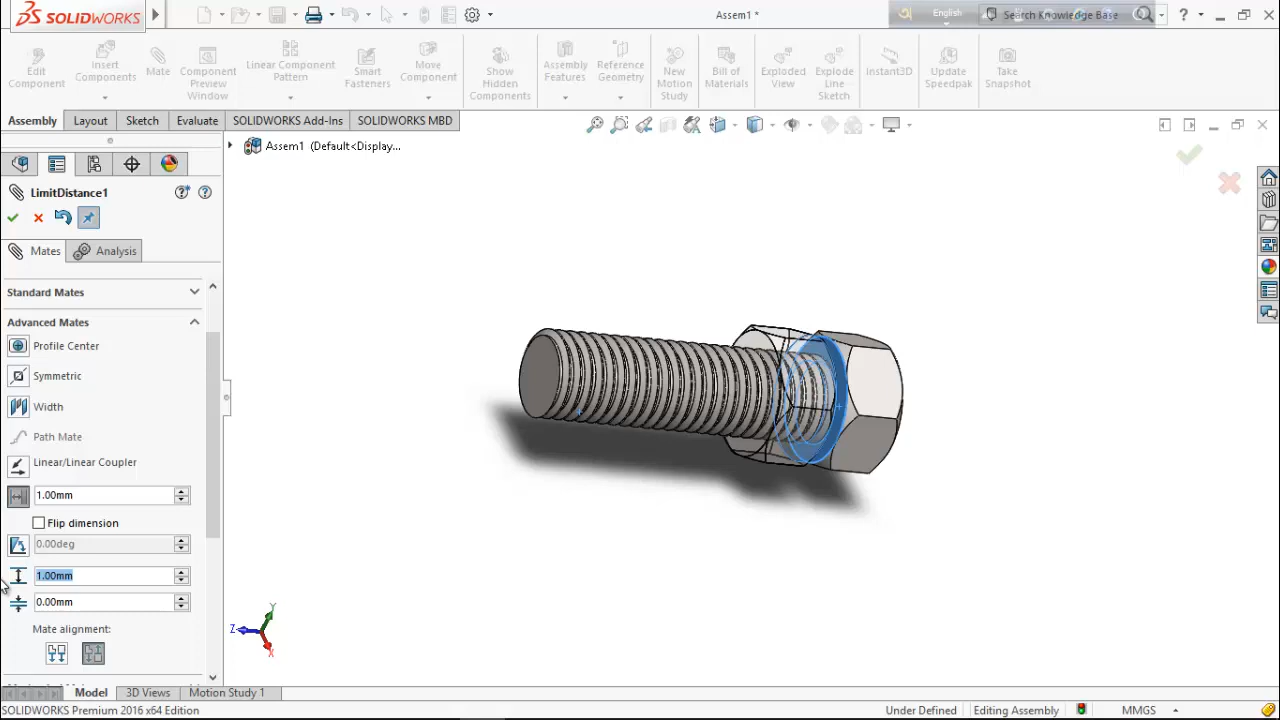 SOLIDWORKS
Assem1 *
English
Search Knowledge Base
?
Edit
Component
Insert
Components
Mate
Component
Preview
Window
Linear Component
Pattern
Smart
Fasteners
Move
Component
Show
Hidden
Components
Assembly
Features
Reference
Geometry
New
Motion
Study
Bill of
Materials
Exploded
View
Explode
Line
Sketch
Instant3D
Update
Speedpak
Take
Snapshot
Assembly
Layout
Sketch
Evaluate
SOLIDWORKS Add-Ins
SOLIDWORKS MBD
Assem1 (Default<Display...
LimitDistance1
Mates
Analysis
Standard Mates
Advanced Mates
Profile Center
Symmetric
Width
Path Mate
Linear/Linear Coupler
1.00mm
Flip dimension
0.00deg
1.00mm
0.00mm
Mate alignment:
Y
Z
X
Model
3D Views
Motion Study 1
SOLIDWORKS Premium 2016 x64 Edition
Under Defined
Editing Assembly
MMGS